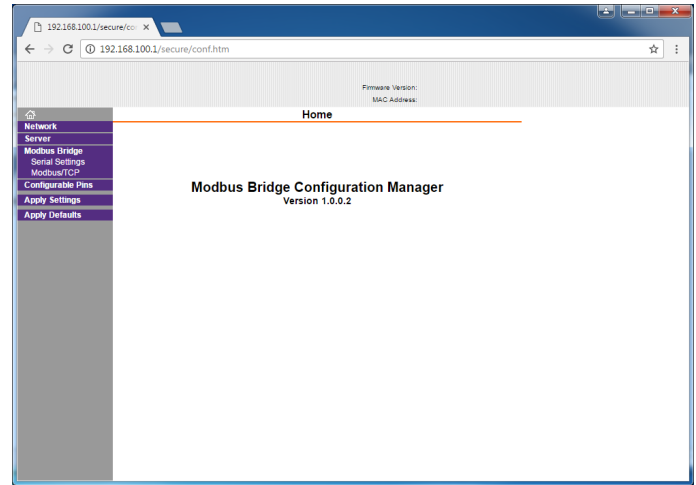 192.168.100.1/secure/co
192.168.100.1/secure/conf.htm
Firmware Version:
MAC Address:
Home
Network
Server
Modbus Bridge
Serial Settings
Modbus/TCP
Configurable Pins
Apply Settings
Apply Defaults
Modbus Bridge Configuration Manager
Version 1.0.0.2